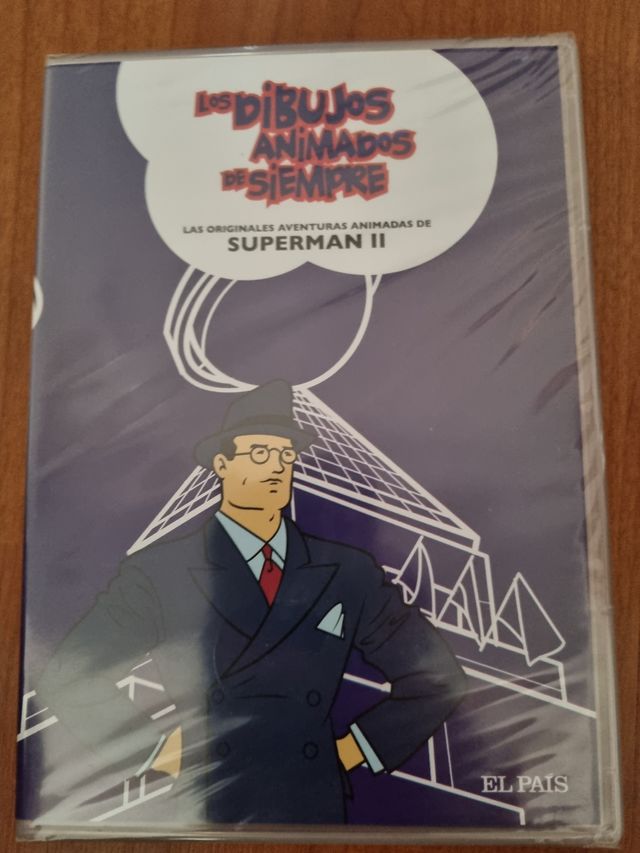 LOS DIBUJOS
ANIMADOS
DE SIEMPRE
LAS ORIGINALES AVENTURAS ANIMADAS DE
SUPERMAN II
EL PAÍS